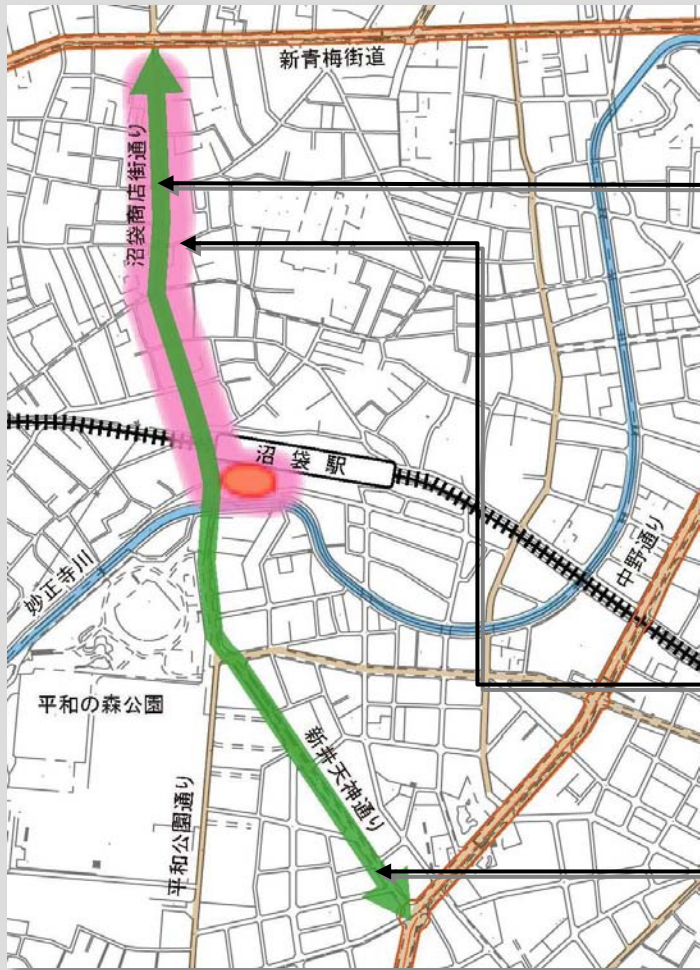 新青梅街道
沼袋商店街通り
沼袋駅
中野通り
妙正寺川
平和の森公園
新井天神通り
平和公園通り